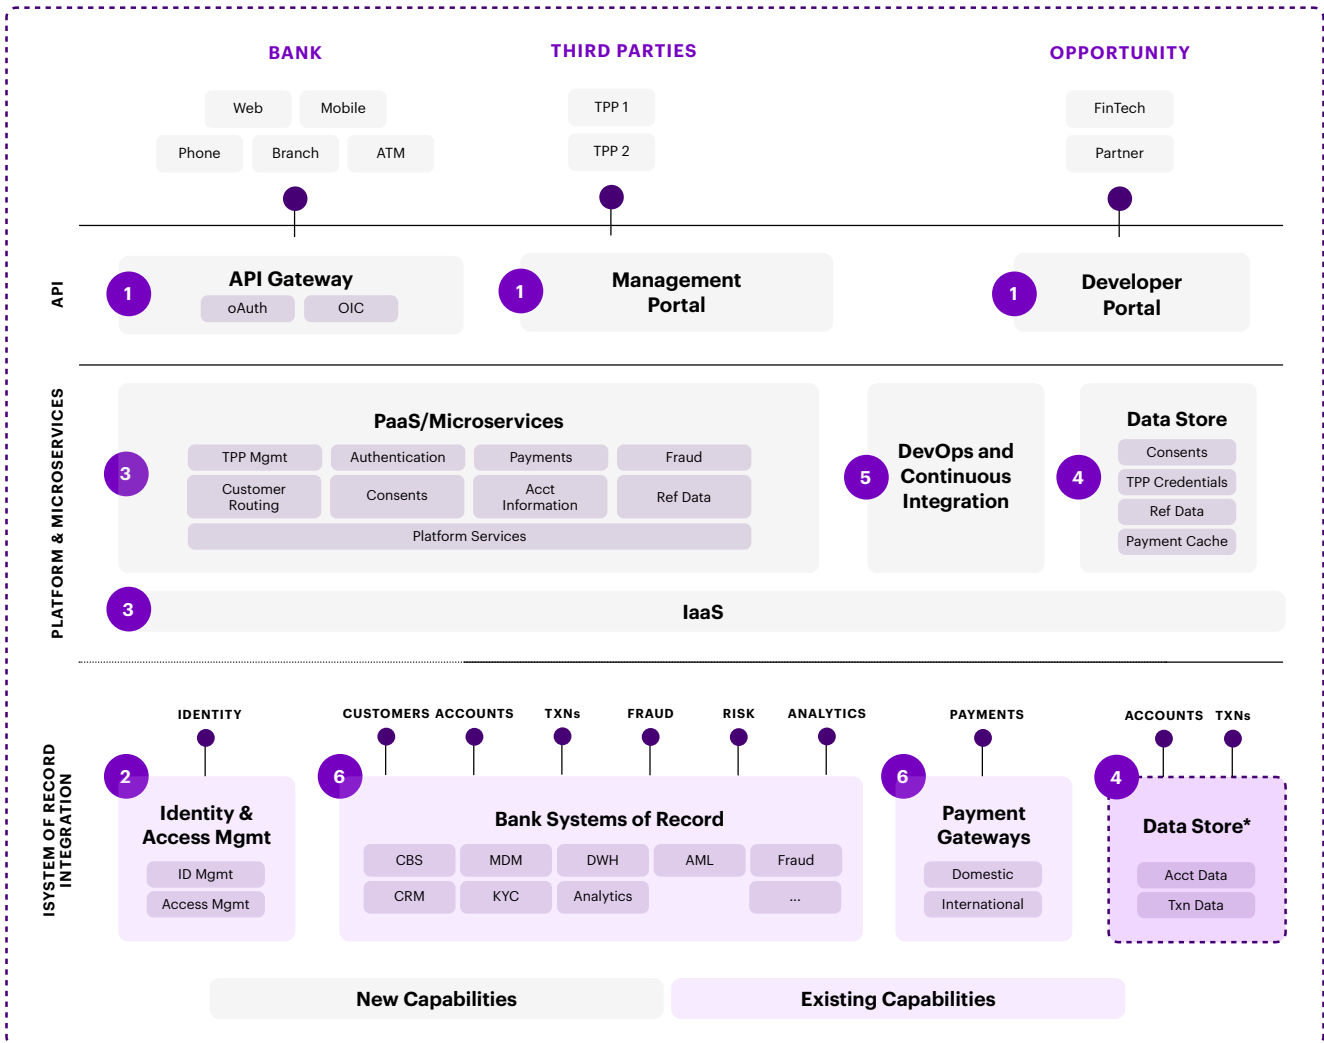 BANK
THIRD PARTIES
OPPORTUNITY
Web
Mobile
Phone
Branch
ATM
TPP 1
TPP 2
FinTech
Partner
API
1
API Gateway
oAuth
OIC
1
Management
Portal
1
Developer
Portal
PLATFORM & MICROSERVICES
3
PaaS/Microservices
TPP Mgmt
Authentication
Payments
Fraud
Customer
Routing
Consents
Acct
Information
Ref Data
Platform Services
5
DevOps and
Continuous
Integration
4
Data Store
Consents
TPP Credentials
Ref Data
Payment Cache
3
IaaS
ISYSTEM OF RECORD
INTEGRATION
IDENTITY
2
Identity &
Access Mgmt
ID Mgmt
Access Mgmt
CUSTOMERS
ACCOUNTS
TXNs
FRAUD
RISK
ANALYTICS
6
Bank Systems of Record
CBS
MDM
DWH
AML
Fraud
CRM
KYC
Analytics
...
PAYMENTS
6
Payment
Gateways
Domestic
International
ACCOUNTS
TXNs
4
Data Store*
Acct Data
Txn Data
New Capabilities
Existing Capabilities